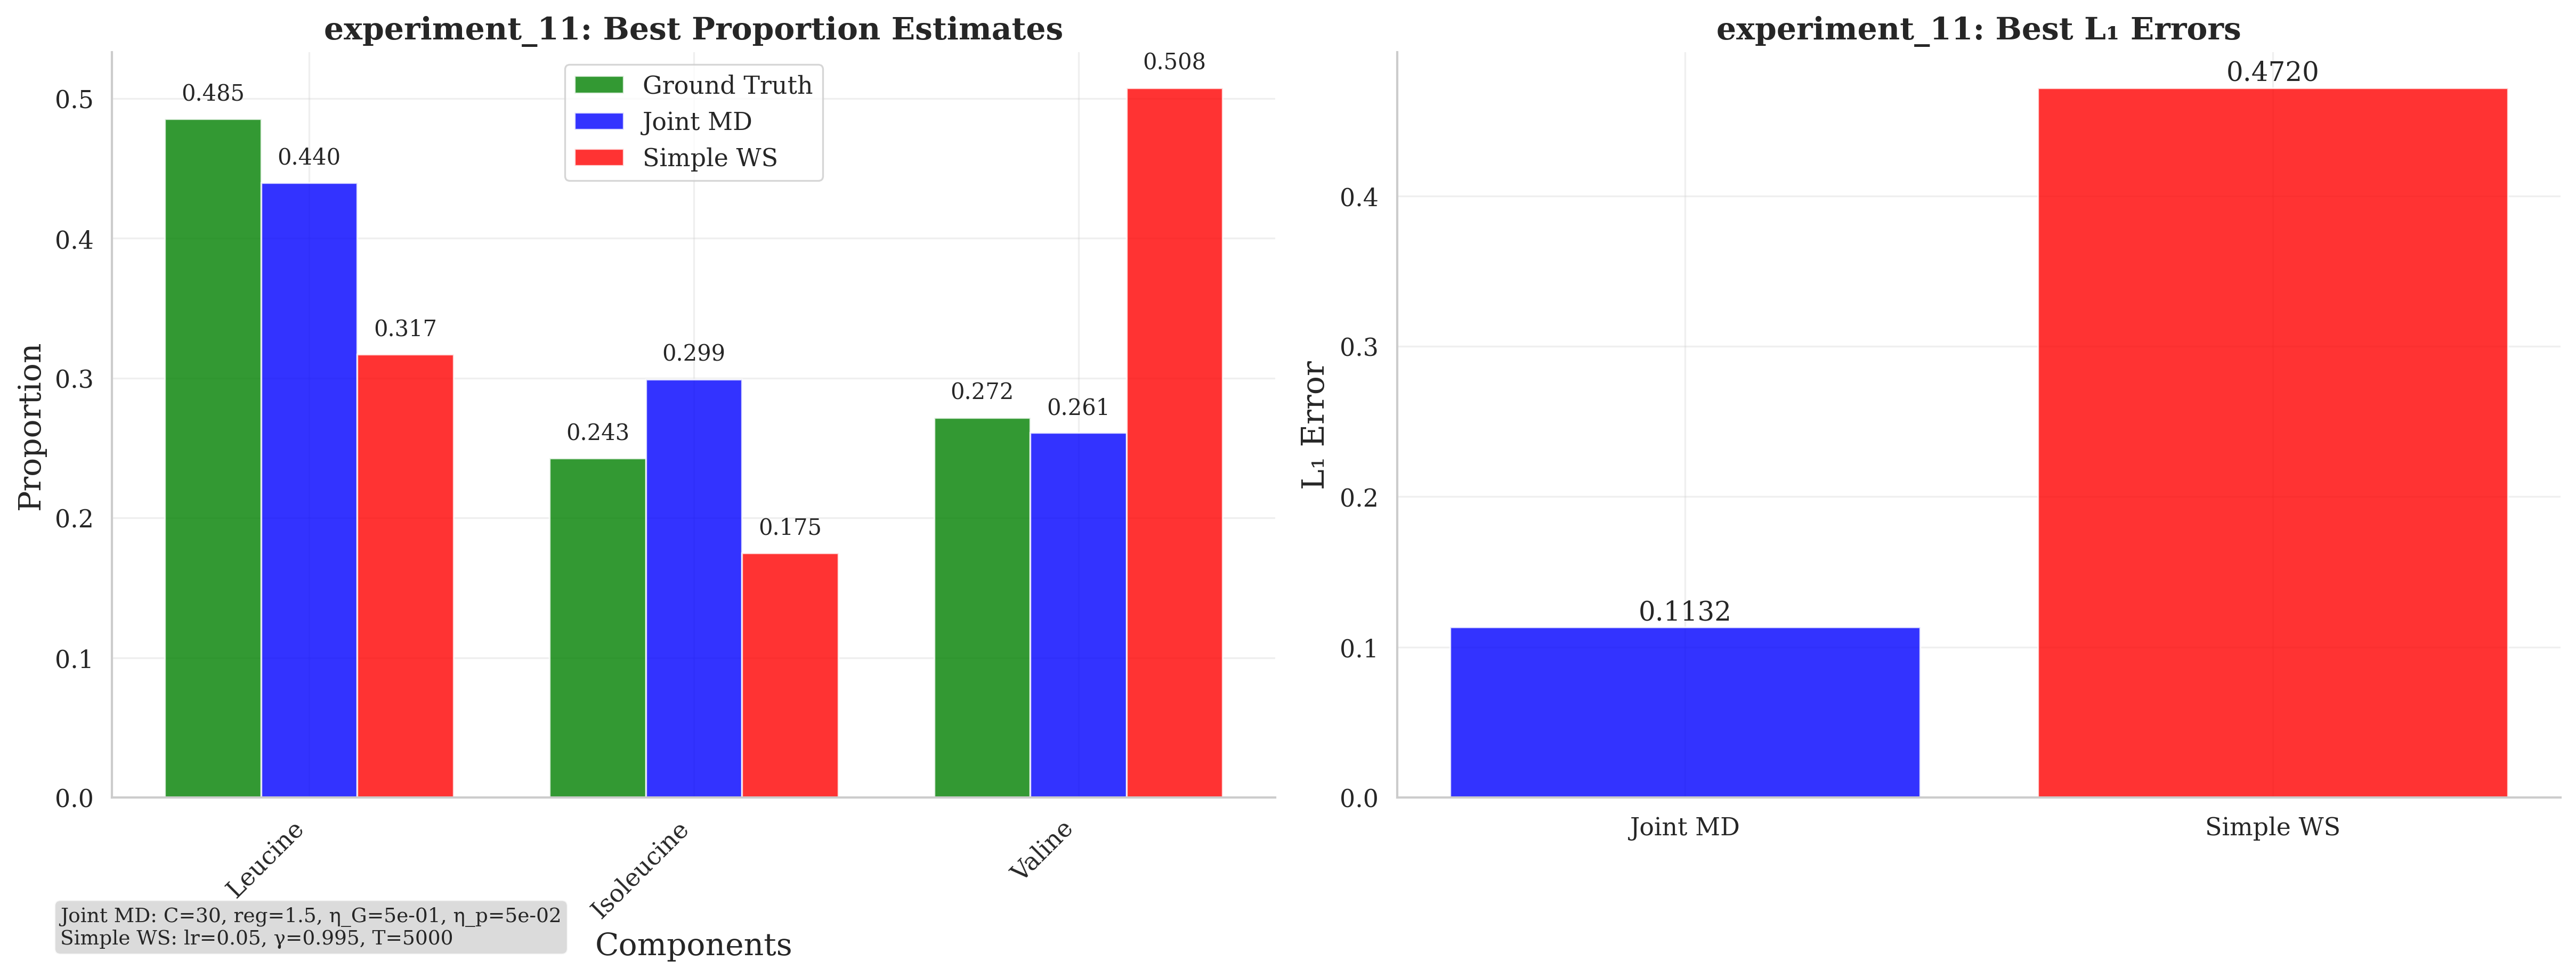 experiment_11: Best Proportion Estimates
Proportion
0.5
0.4
0.3
0.2
0.1
0.0
Ground Truth
Joint MD
Simple WS
0.485
0.440
0.317
0.243
0.299
0.175
0.272
0.261
0.508
Leucine
Isoleucine
Valine
Components
Joint MD: C=30, reg=1.5, η_G=5e-01, η_p=5e-02
Simple WS: lr=0.05, γ=0.995, T=5000
experiment_11: Best L₁ Errors
L₁ Error
0.4
0.3
0.2
0.1
0.0
0.1132
0.4720
Joint MD
Simple WS